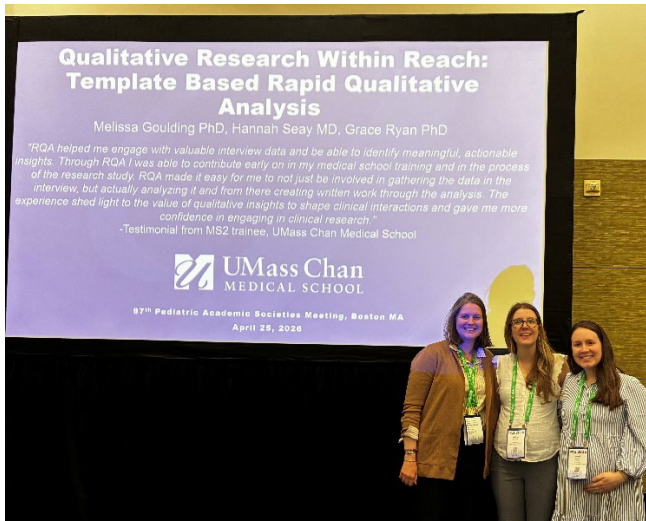 Qualitative Research Within Reach:
Template Based Rapid Qualitative
Analysis
Melissa Goulding PhD, Hannah Seay MD, Grace Ryan PhD
"RQA helped me engage with valuable interview data and be able to identify meaningful, actionable
insights. Through RQA I was able to contribute early on in my medical school training and in the process
of the research study. RQA made it easy for me to not just be involved in gathering the data in the
interview, but actually analyzing it and from there creating written work through the analysis. The
experience shed light to the value of qualitative insights to shape clinical interactions and gave me more
confidence in engaging in clinical research."
-Testimonial from MS2 trainee, UMass Chan Medical School
UMass Chan
MEDICAL SCHOOL
97th Pediatric Academic Societies Meeting, Boston MA
April 25, 2026